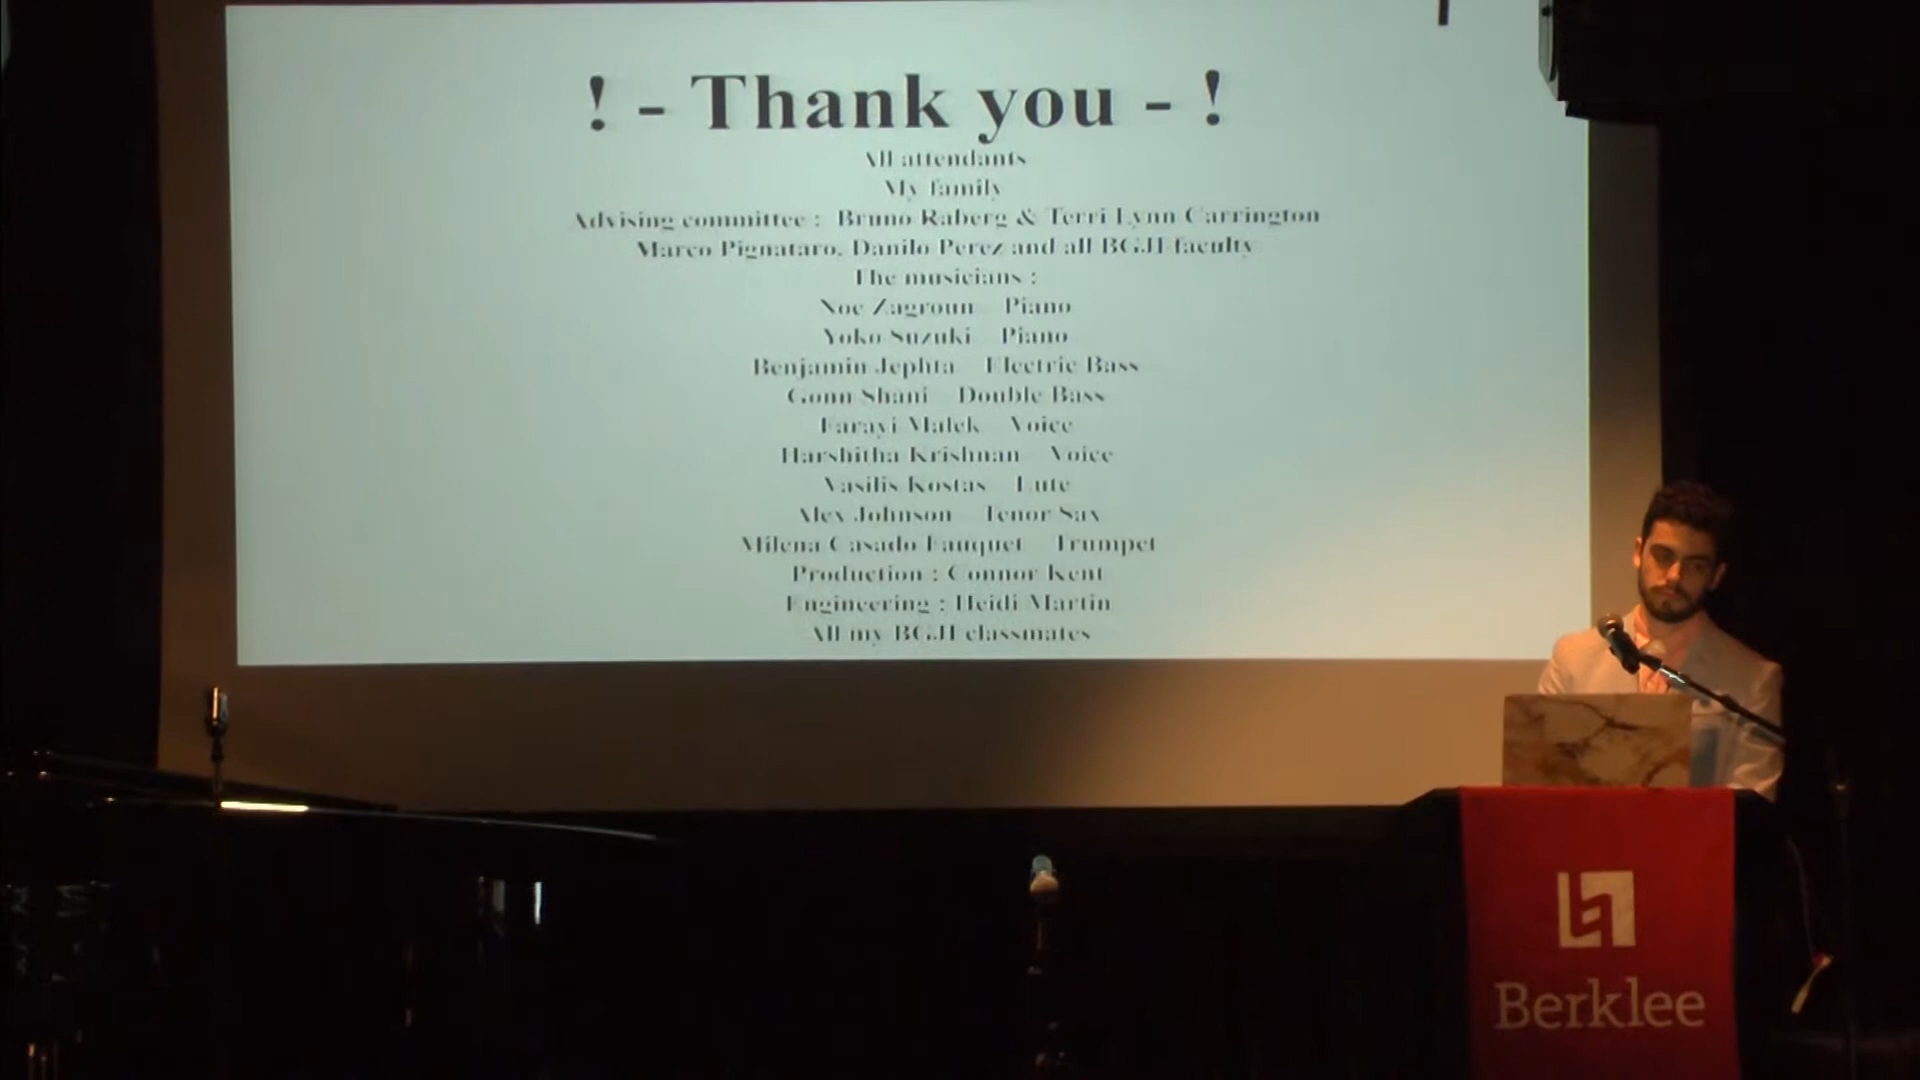 ! - Thank you - !
All attendants
My family
Advising committee : Bruno Raberg & Terri Lynn Carrington
Marco Pignataro, Danilo Perez and all BGJI faculty
The musicians :
Noe Zagroun - Piano
Yoko Suzuki - Piano
Benjamin Jephta - Electric Bass
Gonn Shani - Double Bass
Farayi Malek - Voice
Harshitha Krishnan - Voice
Vasilis Kostas - Lute
Alex Johnson - Tenor Sax
Milena Casado Fauquet - Trumpet
Production : Connor Kent
Engineering : Heidi Martin
All my BGJI classmates
Berklee